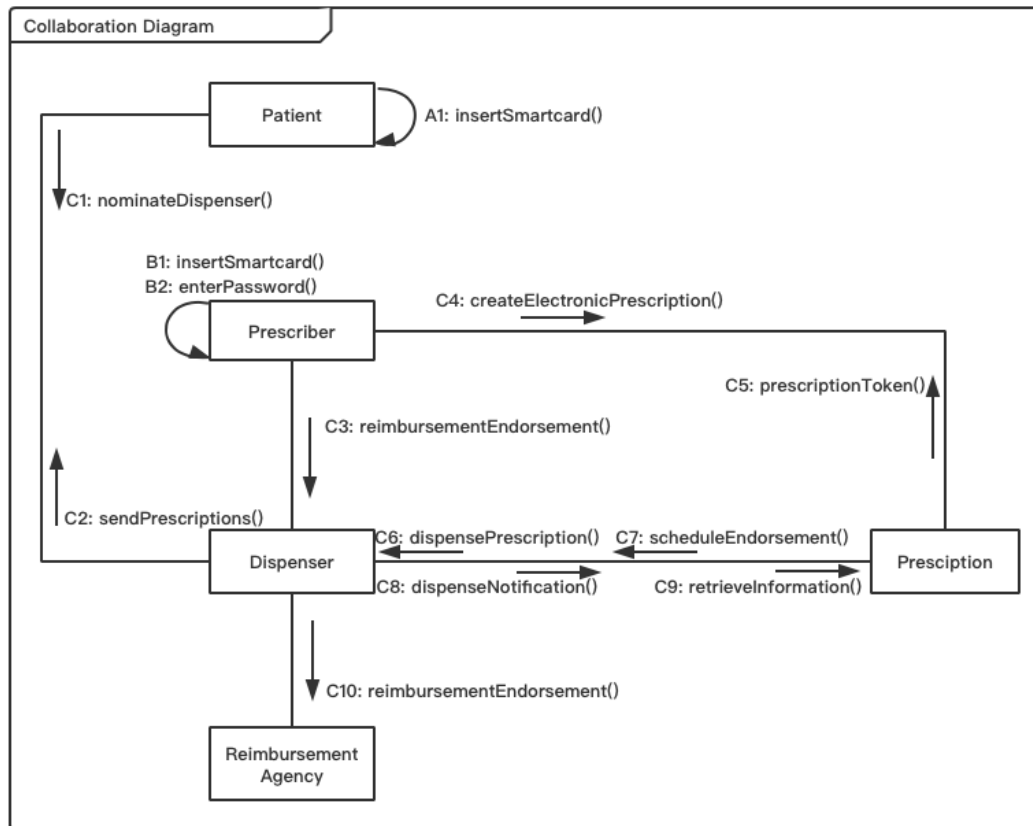 Collaboration Diagram
Patient
A1: insertSmartcard()
C1: nominateDispenser()
B1: insertSmartcard()
B2: enterPassword()
C4: createElectronicPrescription()
Prescriber
C5: prescriptionToken()
C3: reimbursementEndorsement()
C2: sendPrescriptions()
C6: dispensePrescription()
C7: scheduleEndorsement()
Dispenser
Presciption
C8: dispenseNotification()
C9: retrieveInformation()
C10: reimbursementEndorsement()
Reimbursement
Agency